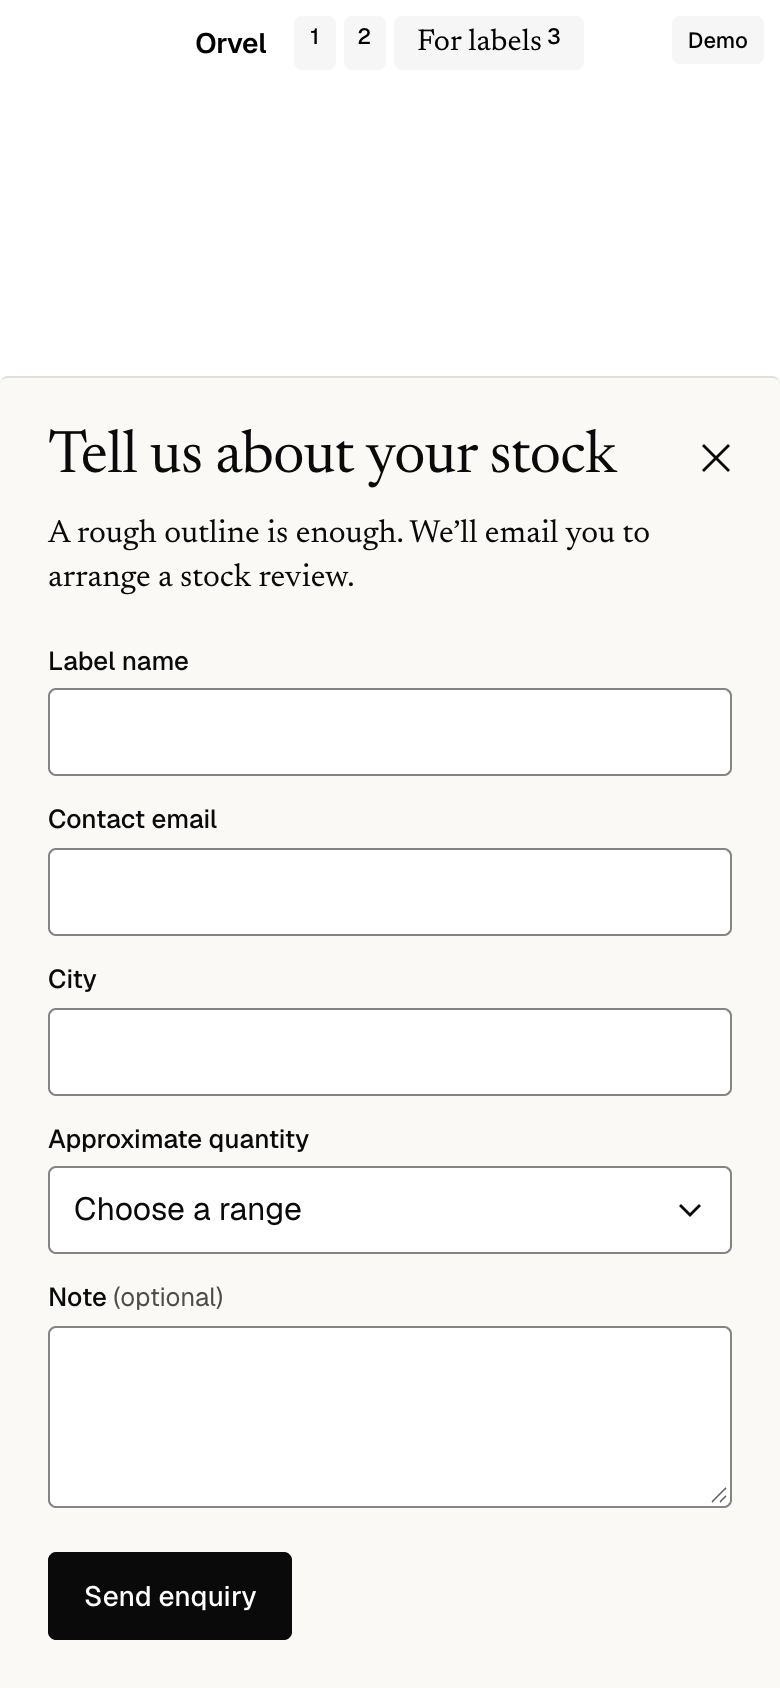 Orvel 1 2 For labels 3 Demo
Tell us about your stock
A rough outline is enough. We’ll email you to
arrange a stock review.
Label name
Contact email
City
Approximate quantity
Choose a range
Note (optional)
Send enquiry